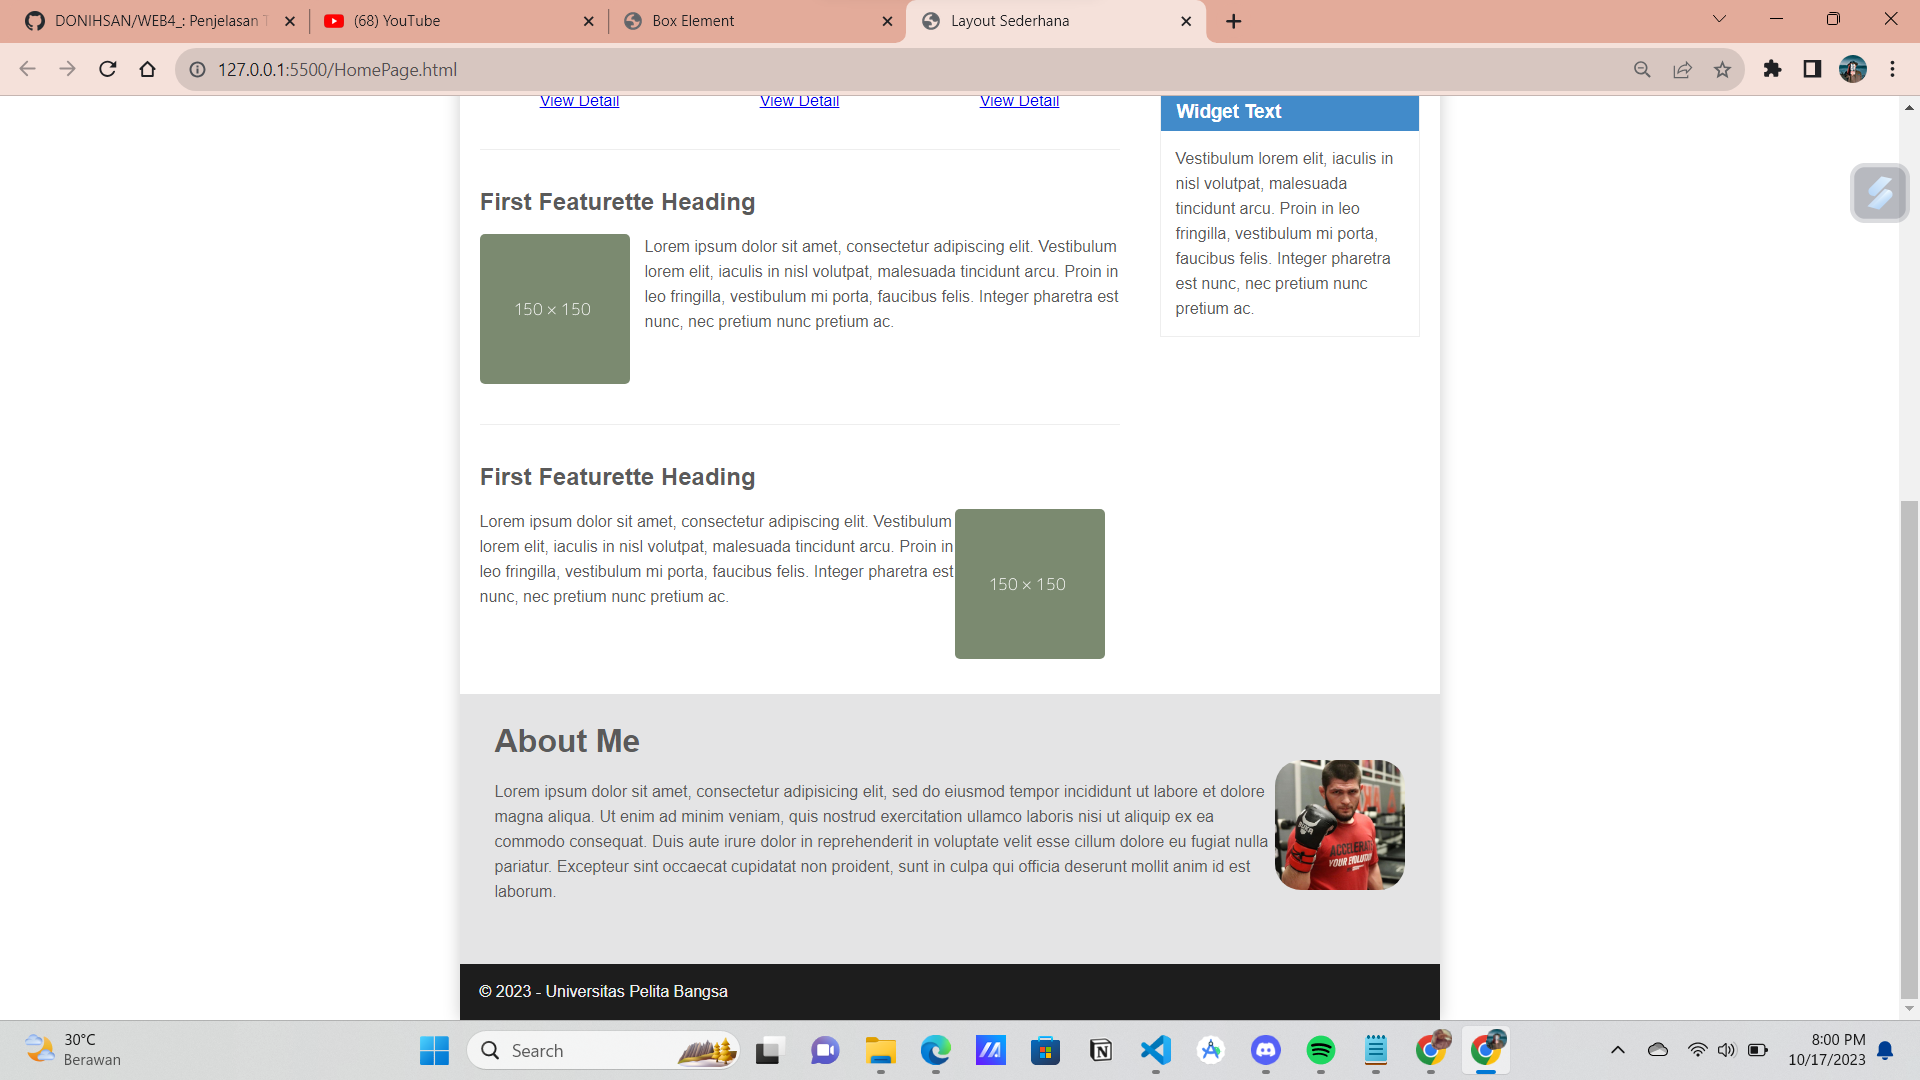 DONIHSAN/WEB4_: Penjelasan T
(68) YouTube
Box Element
Layout Sederhana
127.0.0.1:5500/HomePage.html
View Detail
View Detail
View Detail
First Featurette Heading
150 × 150
Lorem ipsum dolor sit amet, consectetur adipiscing elit. Vestibulum
lorem elit, iaculis in nisl volutpat, malesuada tincidunt arcu. Proin in
leo fringilla, vestibulum mi porta, faucibus felis. Integer pharetra est
nunc, nec pretium nunc pretium ac.
Widget Text
Vestibulum lorem elit, iaculis in
nisl volutpat, malesuada
tincidunt arcu. Proin in leo
fringilla, vestibulum mi porta,
faucibus felis. Integer pharetra
est nunc, nec pretium nunc
pretium ac.
First Featurette Heading
Lorem ipsum dolor sit amet, consectetur adipiscing elit. Vestibulum
lorem elit, iaculis in nisl volutpat, malesuada tincidunt arcu. Proin in
leo fringilla, vestibulum mi porta, faucibus felis. Integer pharetra est
nunc, nec pretium nunc pretium ac.
150 × 150
About Me
Lorem ipsum dolor sit amet, consectetur adipisicing elit, sed do eiusmod tempor incididunt ut labore et dolore
magna aliqua. Ut enim ad minim veniam, quis nostrud exercitation ullamco laboris nisi ut aliquip ex ea
commodo consequat. Duis aute irure dolor in reprehenderit in voluptate velit esse cillum dolore eu fugiat nulla
pariatur. Excepteur sint occaecat cupidatat non proident, sunt in culpa qui officia deserunt mollit anim id est
laborum.
YOUR
© 2023 - Universitas Pelita Bangsa
30°C
Berawan
Search
8:00 PM
10/17/2023